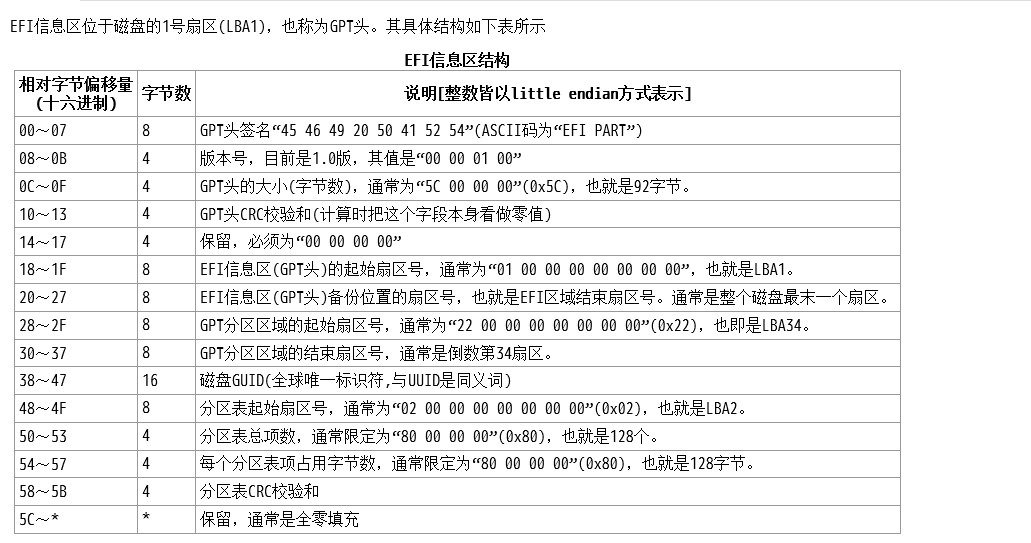 EFI信息区位于磁盘的1号扇区(LBA1)，也称为GPT头。其具体结构如下表所示
EFI信息区结构
相对字节偏移量
(十六进制) 字节数 说明[整数皆以little endian方式表示]
00～07 8 GPT头签名“45 46 49 20 50 41 52 54”(ASCII码为“EFI PART”)
08～0B 4 版本号，目前是1.0版，其值是“00 00 01 00”
0C～0F 4 GPT头的大小(字节数)，通常为“5C 00 00 00”(0x5C)，也就是92字节。
10～13 4 GPT头CRC校验和(计算时把这个字段本身看做零值)
14～17 4 保留，必须为“00 00 00 00”
18～1F 8 EFI信息区(GPT头)的起始扇区号，通常为“01 00 00 00 00 00 00 00”，也就是LBA1。
20～27 8 EFI信息区(GPT头)备份位置的扇区号，也就是EFI区域结束扇区号。通常是整个磁盘最末一个扇区。
28～2F 8 GPT分区区域的起始扇区号，通常为“22 00 00 00 00 00 00 00”(0x22)，也即是LBA34。
30～37 8 GPT分区区域的结束扇区号，通常是倒数第34扇区。
38～47 16 磁盘GUID(全球唯一标识符,与UUID是同义词)
48～4F 8 分区表起始扇区号，通常为“02 00 00 00 00 00 00 00”(0x02)，也就是LBA2。
50～53 4 分区表总项数，通常限定为“80 00 00 00”(0x80)，也就是128个。
54～57 4 每个分区表项占用字节数，通常限定为“80 00 00 00”(0x80)，也就是128字节。
58～5B 4 分区表CRC校验和
5C～* * 保留，通常是全零填充